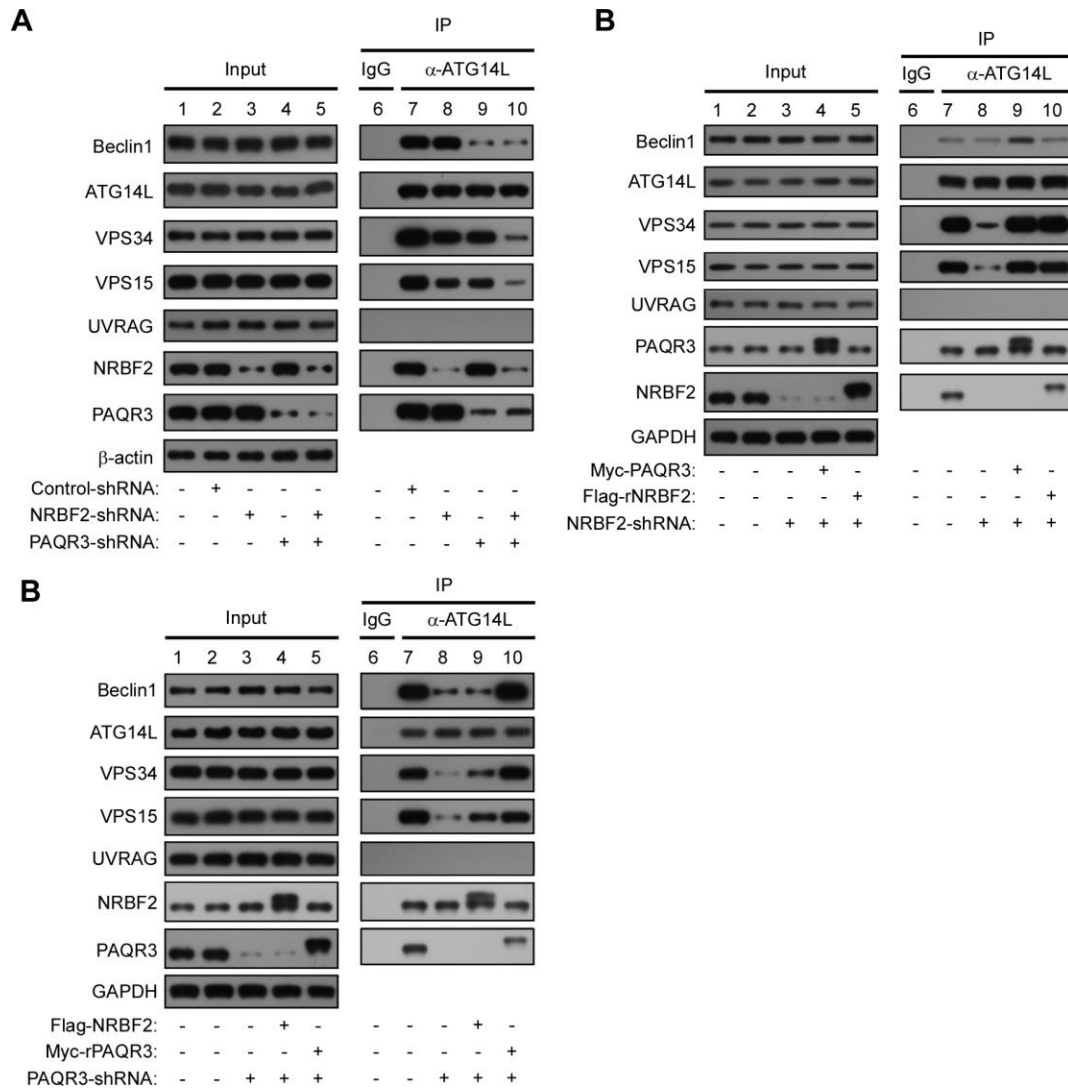 A
IP
Input
IgG
α-ATG14L
1 2 3 4 5 6 7 8 9 10
Beclin1
ATG14L
VPS34
VPS15
UVRAG
NRBF2
PAQR3
β-actin
Control-shRNA: - + - - - - + - - -
NRBF2-shRNA: - - + - + - - + - +
PAQR3-shRNA: - - - + + - - - + +
B
IP
Input
IgG
α-ATG14L
1 2 3 4 5 6 7 8 9 10
Beclin1
ATG14L
VPS34
VPS15
UVRAG
PAQR3
NRBF2
GAPDH
Myc-PAQR3: - - - + - - - - + -
Flag-rNRBF2: - - - - + - - - - +
NRBF2-shRNA: - - + + + - - + + +
B
IP
Input
IgG
α-ATG14L
1 2 3 4 5 6 7 8 9 10
Beclin1
ATG14L
VPS34
VPS15
UVRAG
NRBF2
PAQR3
GAPDH
Flag-NRBF2: - - - + - - - - + -
Myc-rPAQR3: - - - - + - - - - +
PAQR3-shRNA: - - + + + - - + + +